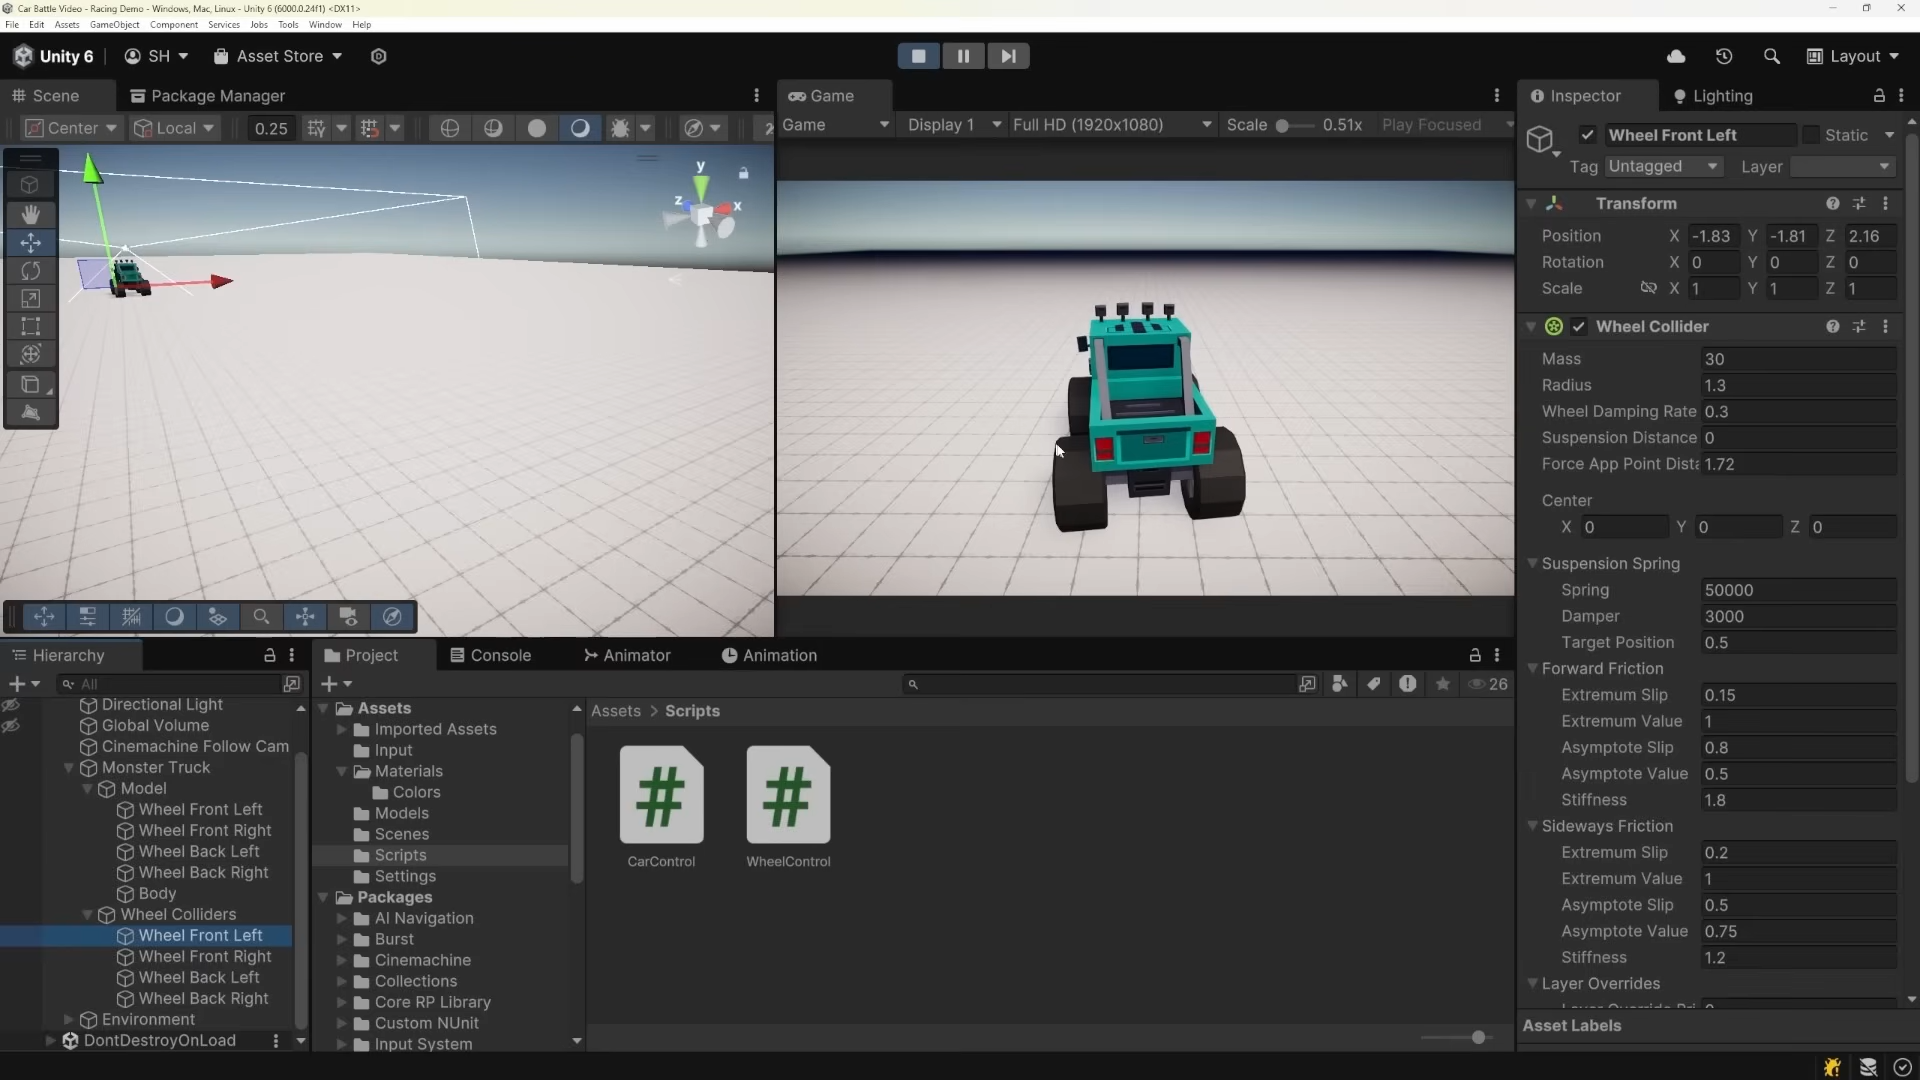 Car Battle Video - Racing Demo - Windows, Mac, Linux - Unity 6 (6000.0.24f1) <DX11>
File Edit Assets GameObject Component Services Jobs Tools Window Help
Unity 6 SH Asset Store Layout
Scene Package Manager
Center Local 0.25
y
z
x
Game
Game Display 1 Full HD (1920x1080) Scale 0.51x Play Focused
Inspector Lighting
Wheel Front Left Static
Tag Untagged Layer
Transform
Position X -1.83 Y -1.81 Z 2.16
Rotation X 0 Y 0 Z 0
Scale X 1 Y 1 Z 1
Wheel Collider
Mass 30
Radius 1.3
Wheel Damping Rate 0.3
Suspension Distance 0
Force App Point Dista 1.72
Center
X 0 Y 0 Z 0
Suspension Spring
Spring 50000
Damper 3000
Target Position 0.5
Forward Friction
Extremum Slip 0.15
Extremum Value 1
Asymptote Slip 0.8
Asymptote Value 0.5
Stiffness 1.8
Sideways Friction
Extremum Slip 0.2
Extremum Value 1
Asymptote Slip 0.5
Asymptote Value 0.75
Stiffness 1.2
Layer Overrides
Asset Labels
Hierarchy
All
Directional Light
Global Volume
Cinemachine Follow Cam
Monster Truck
Model
Wheel Front Left
Wheel Front Right
Wheel Back Left
Wheel Back Right
Body
Wheel Colliders
Wheel Front Left
Wheel Front Right
Wheel Back Left
Wheel Back Right
Environment
DontDestroyOnLoad
Project Console Animator Animation
26
Assets
Imported Assets
Input
Materials
Colors
Models
Scenes
Scripts
Settings
Packages
AI Navigation
Burst
Cinemachine
Collections
Core RP Library
Custom NUnit
Input System
Assets > Scripts
CarControl WheelControl